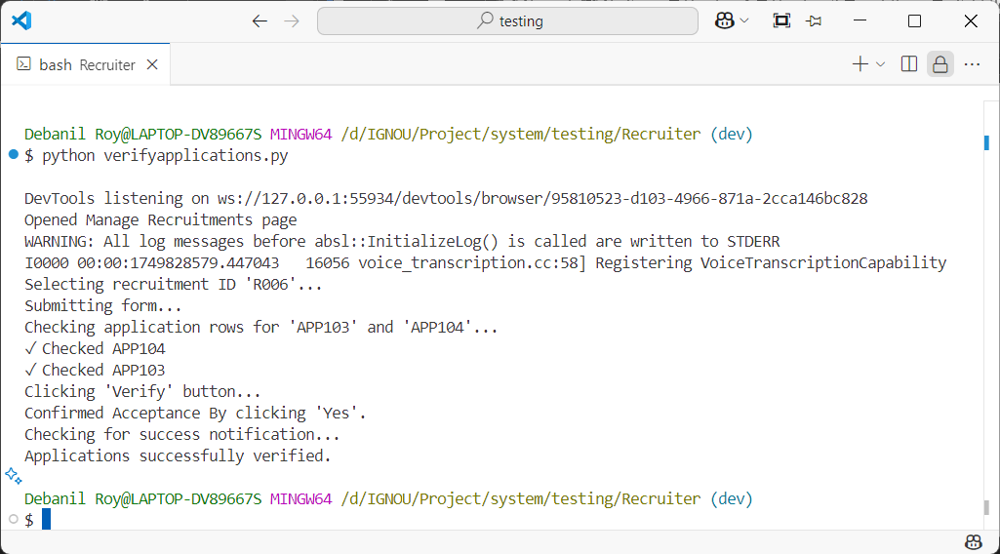 testing
bash Recruiter
Debanil Roy@LAPTOP-DV89667S MINGW64 /d/IGNOU/Project/system/testing/Recruiter (dev)
$ python verifyapplications.py
DevTools listening on ws://127.0.0.1:55934/devtools/browser/95810523-d103-4966-871a-2cca146bc828
Opened Manage Recruitments page
WARNING: All log messages before absl::InitializeLog() is called are written to STDERR
I0000 00:00:1749828579.447043   16056 voice_transcription.cc:58] Registering VoiceTranscriptionCapability
Selecting recruitment ID 'R006'...
Submitting form...
Checking application rows for 'APP103' and 'APP104'...
✓ Checked APP104
✓ Checked APP103
Clicking 'Verify' button...
Confirmed Acceptance By clicking 'Yes'.
Checking for success notification...
Applications successfully verified.
Debanil Roy@LAPTOP-DV89667S MINGW64 /d/IGNOU/Project/system/testing/Recruiter (dev)
$